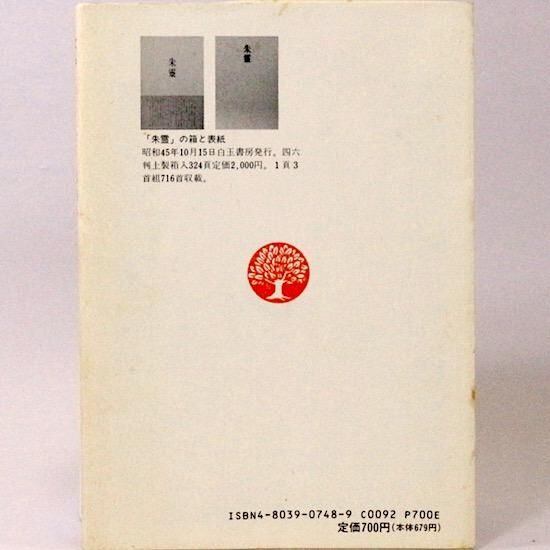 朱靈
朱靈
「朱霊」の箱と表紙
昭和45年10月15日白玉書房発行。四六
判上製箱入324頁定価2,000円。1頁3
首組716首収載。
ISBN4-8039-0748-9 C0092 P700E
定価700円(本体679円)